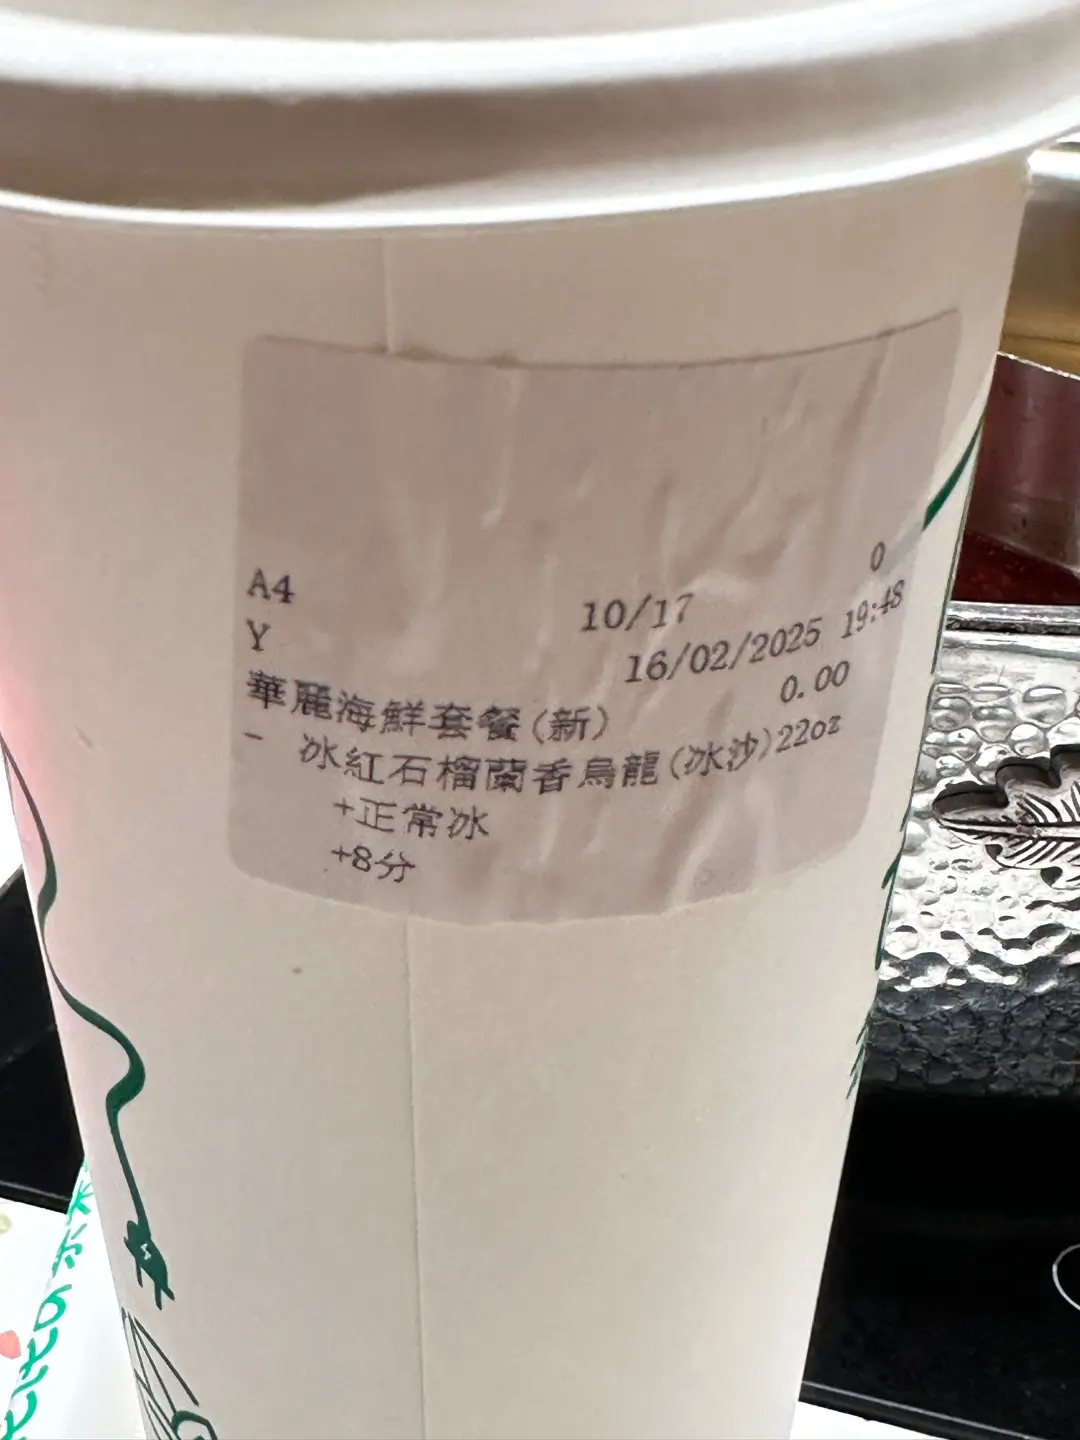 0
A4 10/17
Y 16/02/2025 19:48
華麗海鮮套餐(新) 0.00
- 冰紅石榴蘭香烏龍(冰沙)22oz
+正常冰
+8分